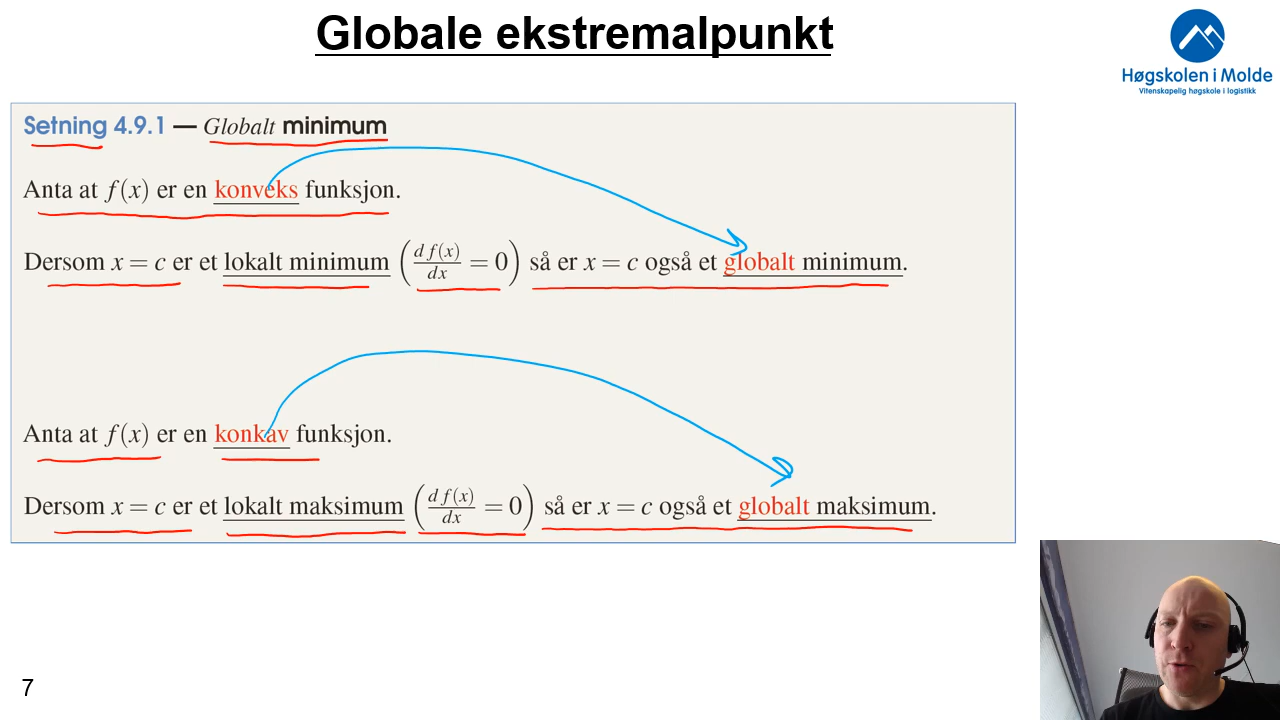 Globale ekstremalpunkt
Høgskolen i Molde
Vitenskapelig høgskole i logistikk
Setning 4.9.1 — Globalt minimum
Anta at f(x) er en konveks funksjon.
Dersom x = c er et lokalt minimum (df(x)/dx = 0) så er x = c også et globalt minimum.
Anta at f(x) er en konkav funksjon.
Dersom x = c er et lokalt maksimum (df(x)/dx = 0) så er x = c også et globalt maksimum.
7